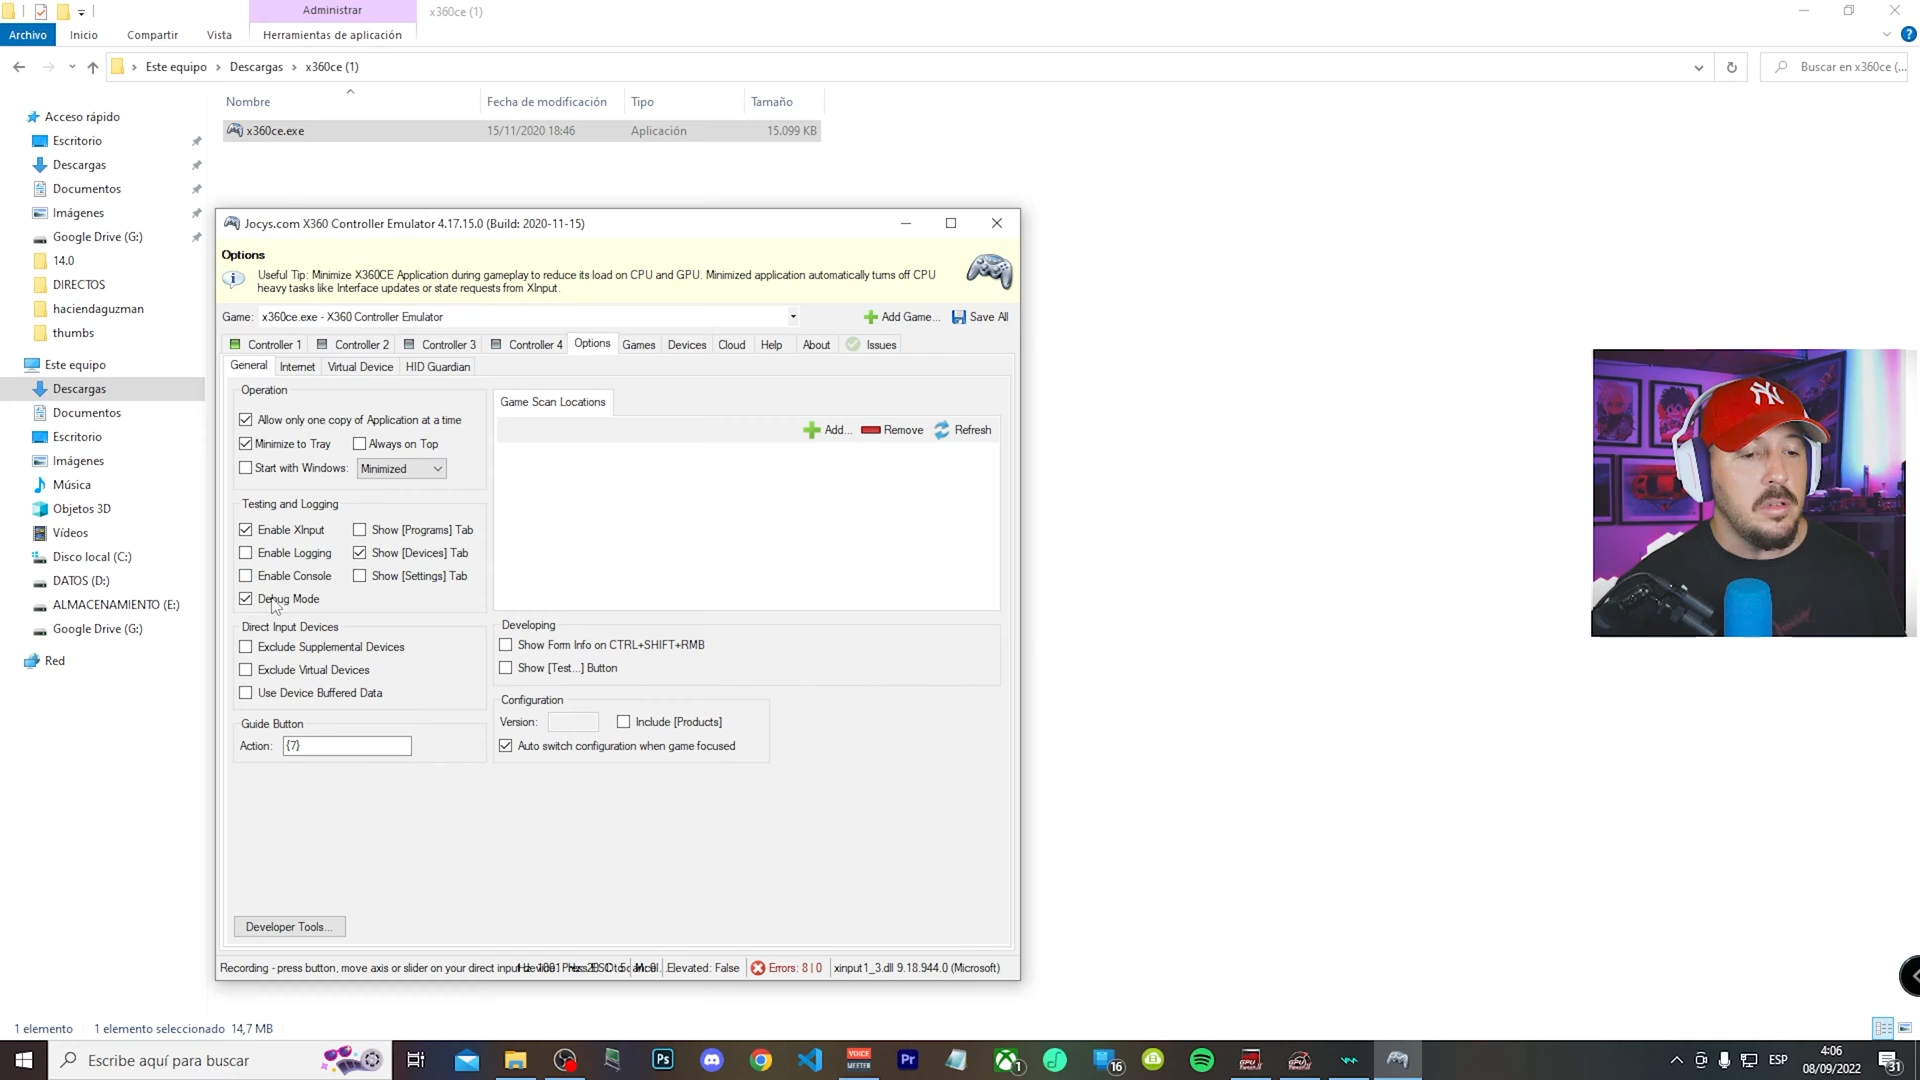 Administrar
x360ce (1)
Archivo
Inicio
Compartir
Vista
Herramientas de aplicación
Este equipo
Descargas
x360ce (1)
Buscar en x360ce (...
Nombre
Fecha de modificación
Tipo
Tamaño
x360ce.exe
15/11/2020 18:46
Aplicación
15.099 KB
Acceso rápido
Escritorio
Descargas
Documentos
Imágenes
Google Drive (G:)
14.0
DIRECTOS
haciendaguzman
thumbs
Este equipo
Descargas
Documentos
Escritorio
Imágenes
Música
Objetos 3D
Vídeos
Disco local (C:)
DATOS (D:)
ALMACENAMIENTO (E:)
Google Drive (G:)
Red
Jocys.com X360 Controller Emulator 4.17.15.0 (Build: 2020-11-15)
Options
Useful Tip: Minimize X360CE Application during gameplay to reduce its load on CPU and GPU. Minimized application automatically turns off CPU
heavy tasks like Interface updates or state requests from XInput.
Game:
x360ce.exe - X360 Controller Emulator
Add Game...
Save All
Controller 1
Controller 2
Controller 3
Controller 4
Options
Games
Devices
Cloud
Help
About
Issues
General
Internet
Virtual Device
HID Guardian
Operation
Allow only one copy of Application at a time
Minimize to Tray
Always on Top
Start with Windows:
Minimized
Testing and Logging
Enable XInput
Show [Programs] Tab
Enable Logging
Show [Devices] Tab
Enable Console
Show [Settings] Tab
Debug Mode
Direct Input Devices
Exclude Supplemental Devices
Exclude Virtual Devices
Use Device Buffered Data
Guide Button
Action:
{7}
Developer Tools...
Game Scan Locations
Add...
Remove
Refresh
Developing
Show Form Info on CTRL+SHIFT+RMB
Show [Test...] Button
Configuration
Version:
Include [Products]
Auto switch configuration when game focused
Recording - press button, move axis or slider on your direct input
Elevated: False
Errors: 8 | 0
xinput1_3.dll 9.18.944.0 (Microsoft)
NY
1 elemento
1 elemento seleccionado
14,7 MB
Escribe aquí para buscar
Ps
VOICE
MEETER
Pr
1
16
GPU
ESP
4:06
08/09/2022
31